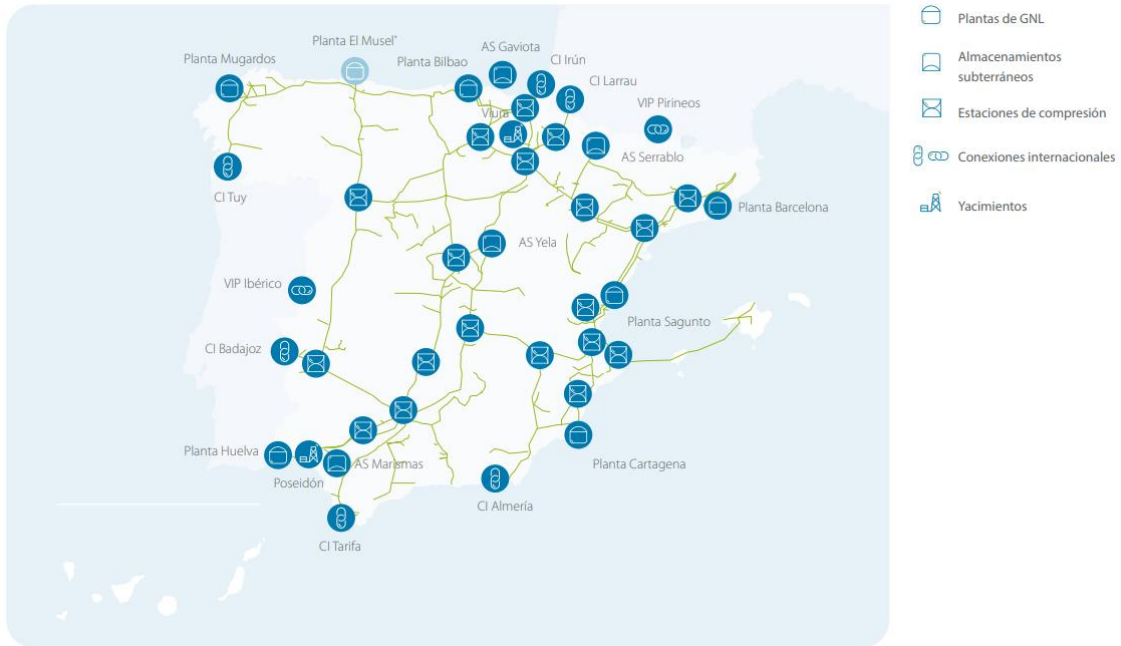 Planta Mugardos
Planta El Musel*
Planta Bilbao
AS Gaviota
CI Irún
CI Larrau
VIP Pirineos
Viura
AS Serrablo
CI Tuy
Planta Barcelona
AS Yela
VIP Ibérico
Planta Sagunto
CI Badajoz
Planta Huelva
Poseidón
AS Marismas
Planta Cartagena
CI Almería
CI Tarifa
Plantas de GNL
Almacenamientos
subterráneos
Estaciones de compresión
Conexiones internacionales
Yacimientos